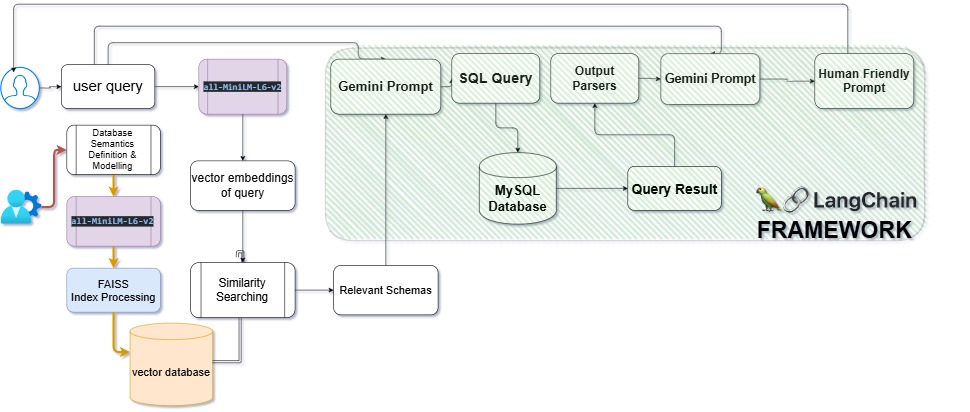 user query
all-MiniLM-L6-v2
Database
Semantics
Definition &
Modelling
all-MiniLM-L6-v2
FAISS
Index Processing
vector database
vector embeddings
of query
Similarity
Searching
Relevant Schemas
Gemini Prompt
SQL Query
MySQL
Database
Query Result
Output
Parsers
Gemini Prompt
Human Friendly
Prompt
LangChain
FRAMEWORK